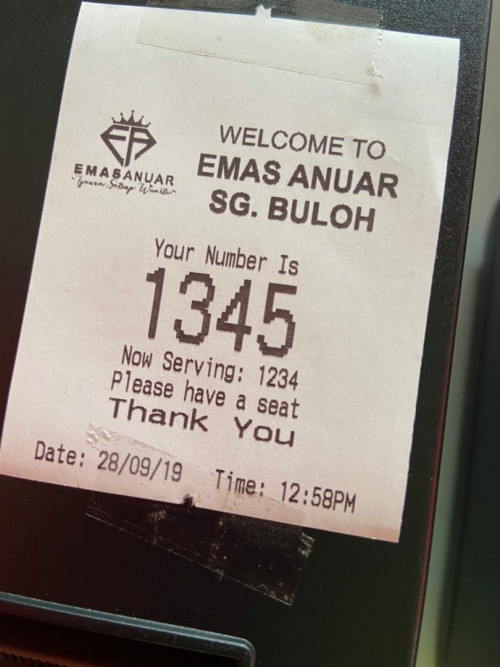 EMASANUAR
WELCOME TO
EMAS ANUAR
SG. BULOH
Your Number Is
1345
Now Serving: 1234
Please have a seat
Thank You
Date: 28/09/19 Time: 12:58PM